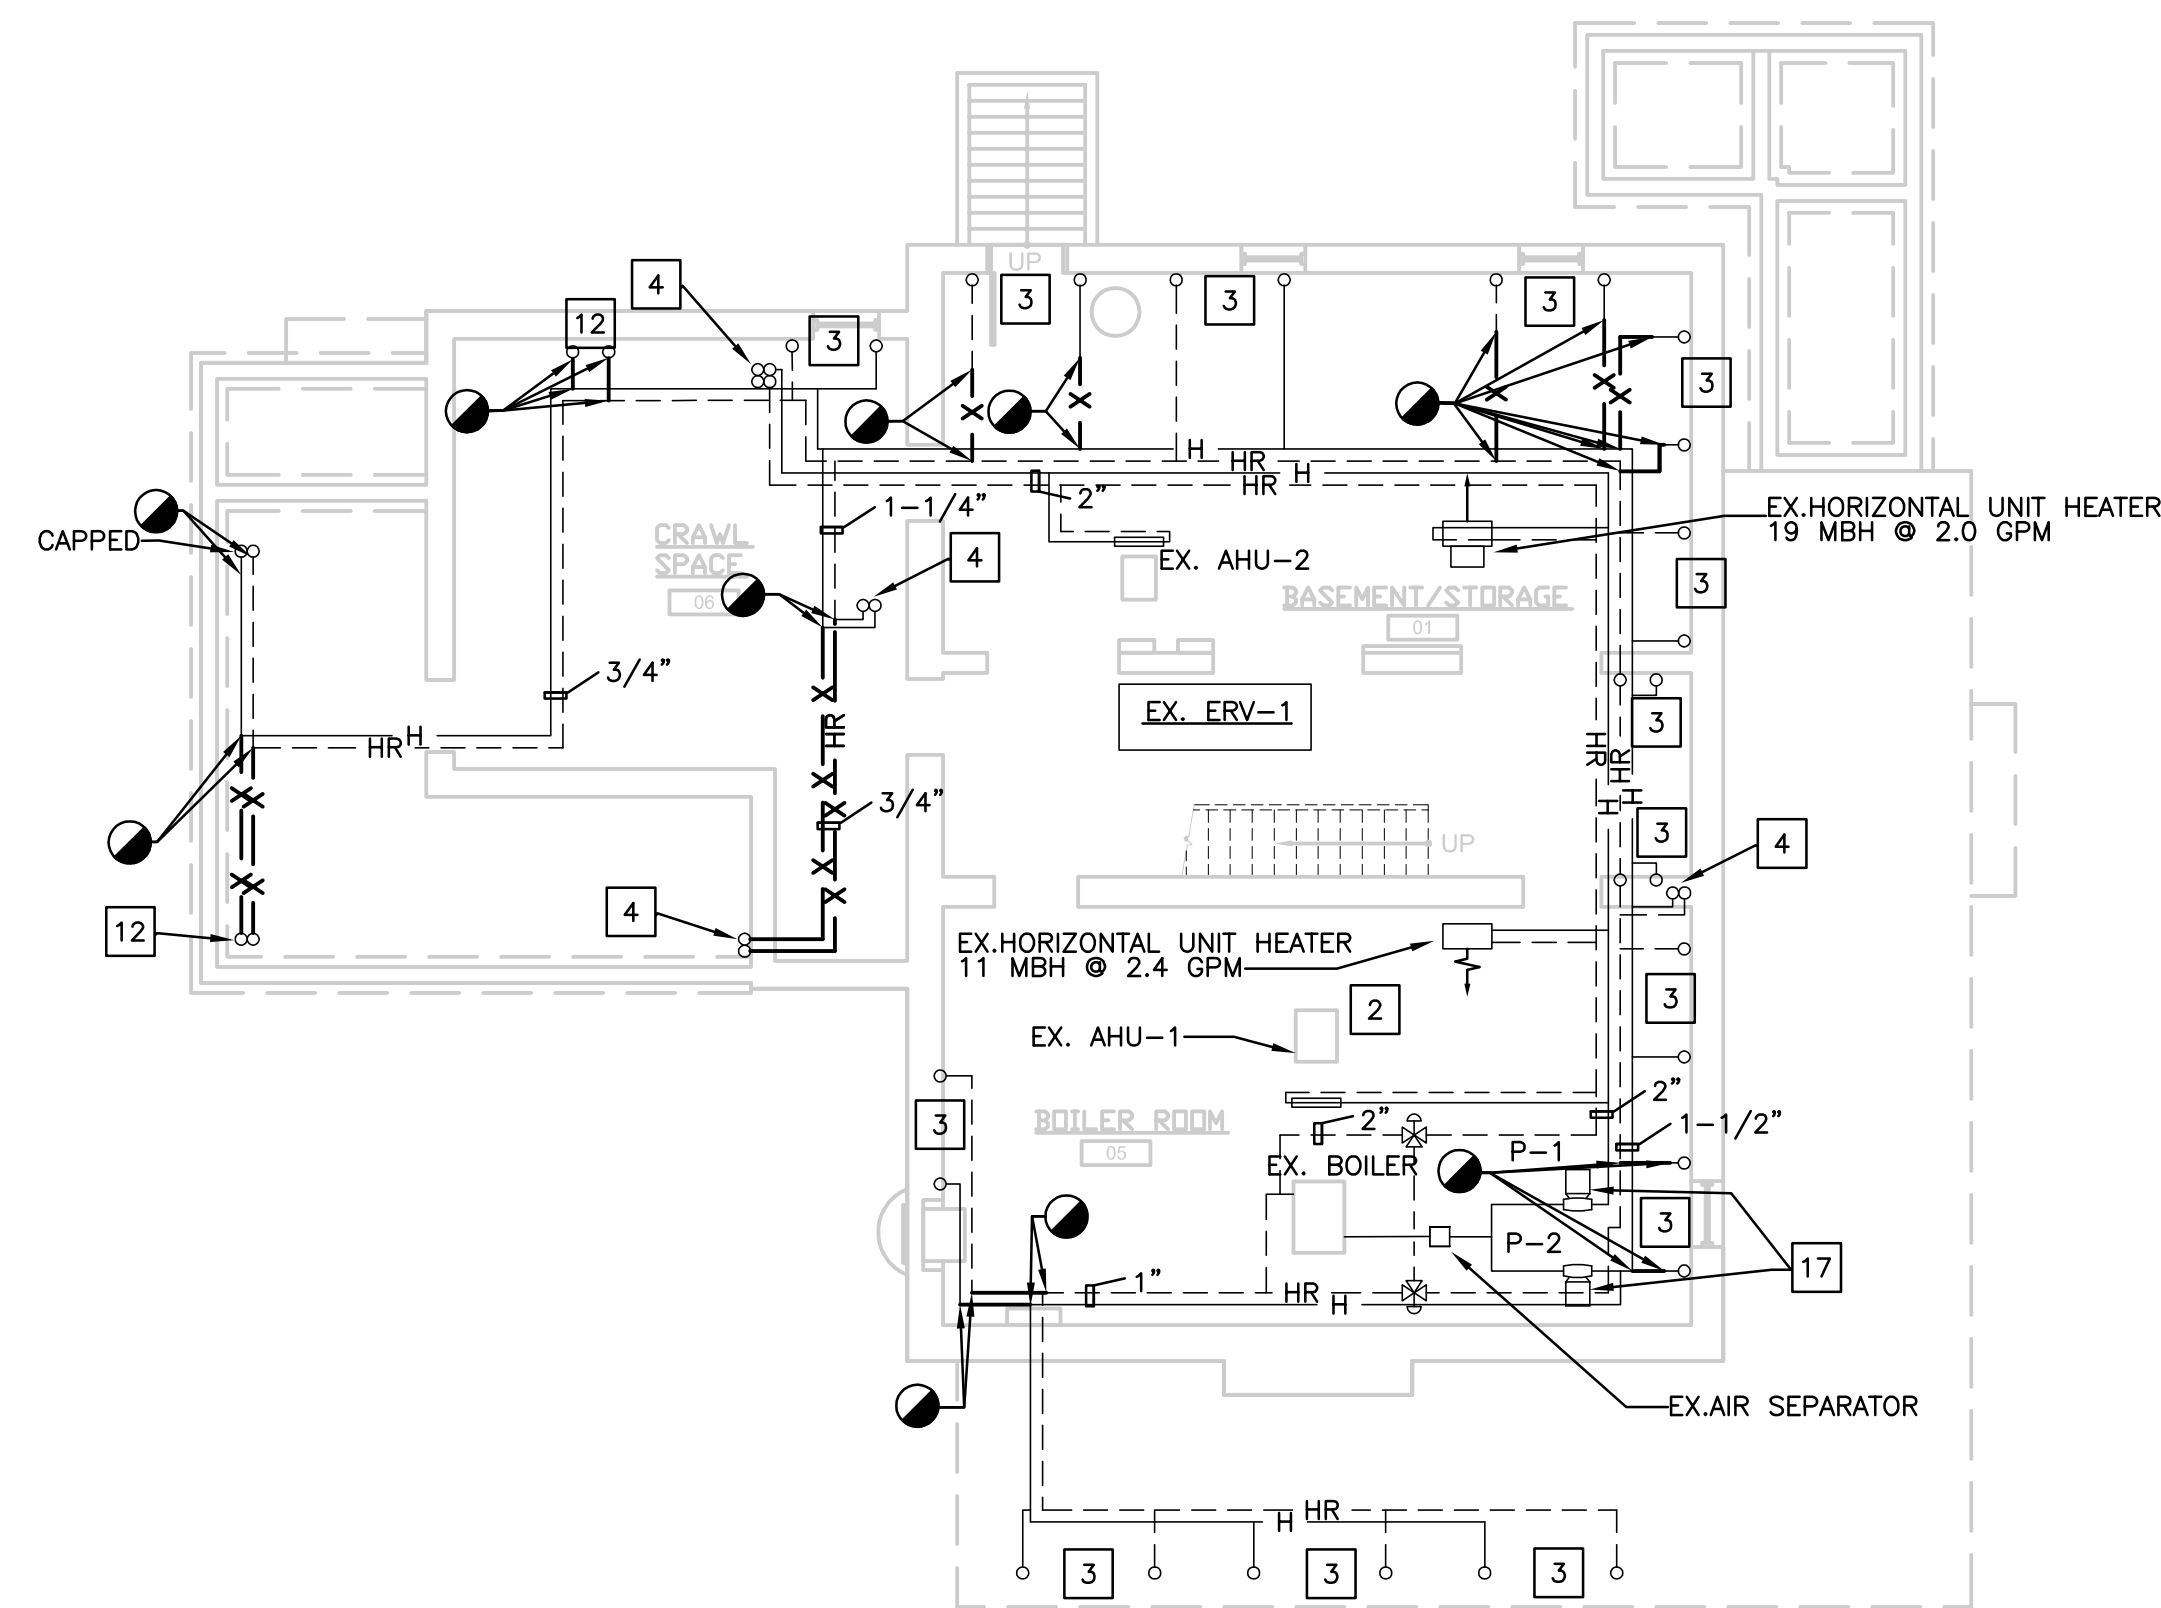 UP
4
3
3
3
12
3
3
H
HR
H
HR
2"
1-1/4"
EX.HORIZONTAL UNIT HEATER
19 MBH @ 2.0 GPM
CAPPED
CRAWL
SPACE
06
4
EX. AHU-2
3
BASEMENT/STORAGE
01
3/4"
EX. ERV-1
3
H
HR
HR
HR
HR
H
H
3/4"
3
4
UP
12
4
EX.HORIZONTAL UNIT HEATER
11 MBH @ 2.4 GPM
2
3
EX. AHU-1
3
BOILER ROOM
05
2"
2"
1-1/2"
P-1
EX. BOILER
3
P-2
17
1"
HR
H
EX.AIR SEPARATOR
HR
H
3
3
3